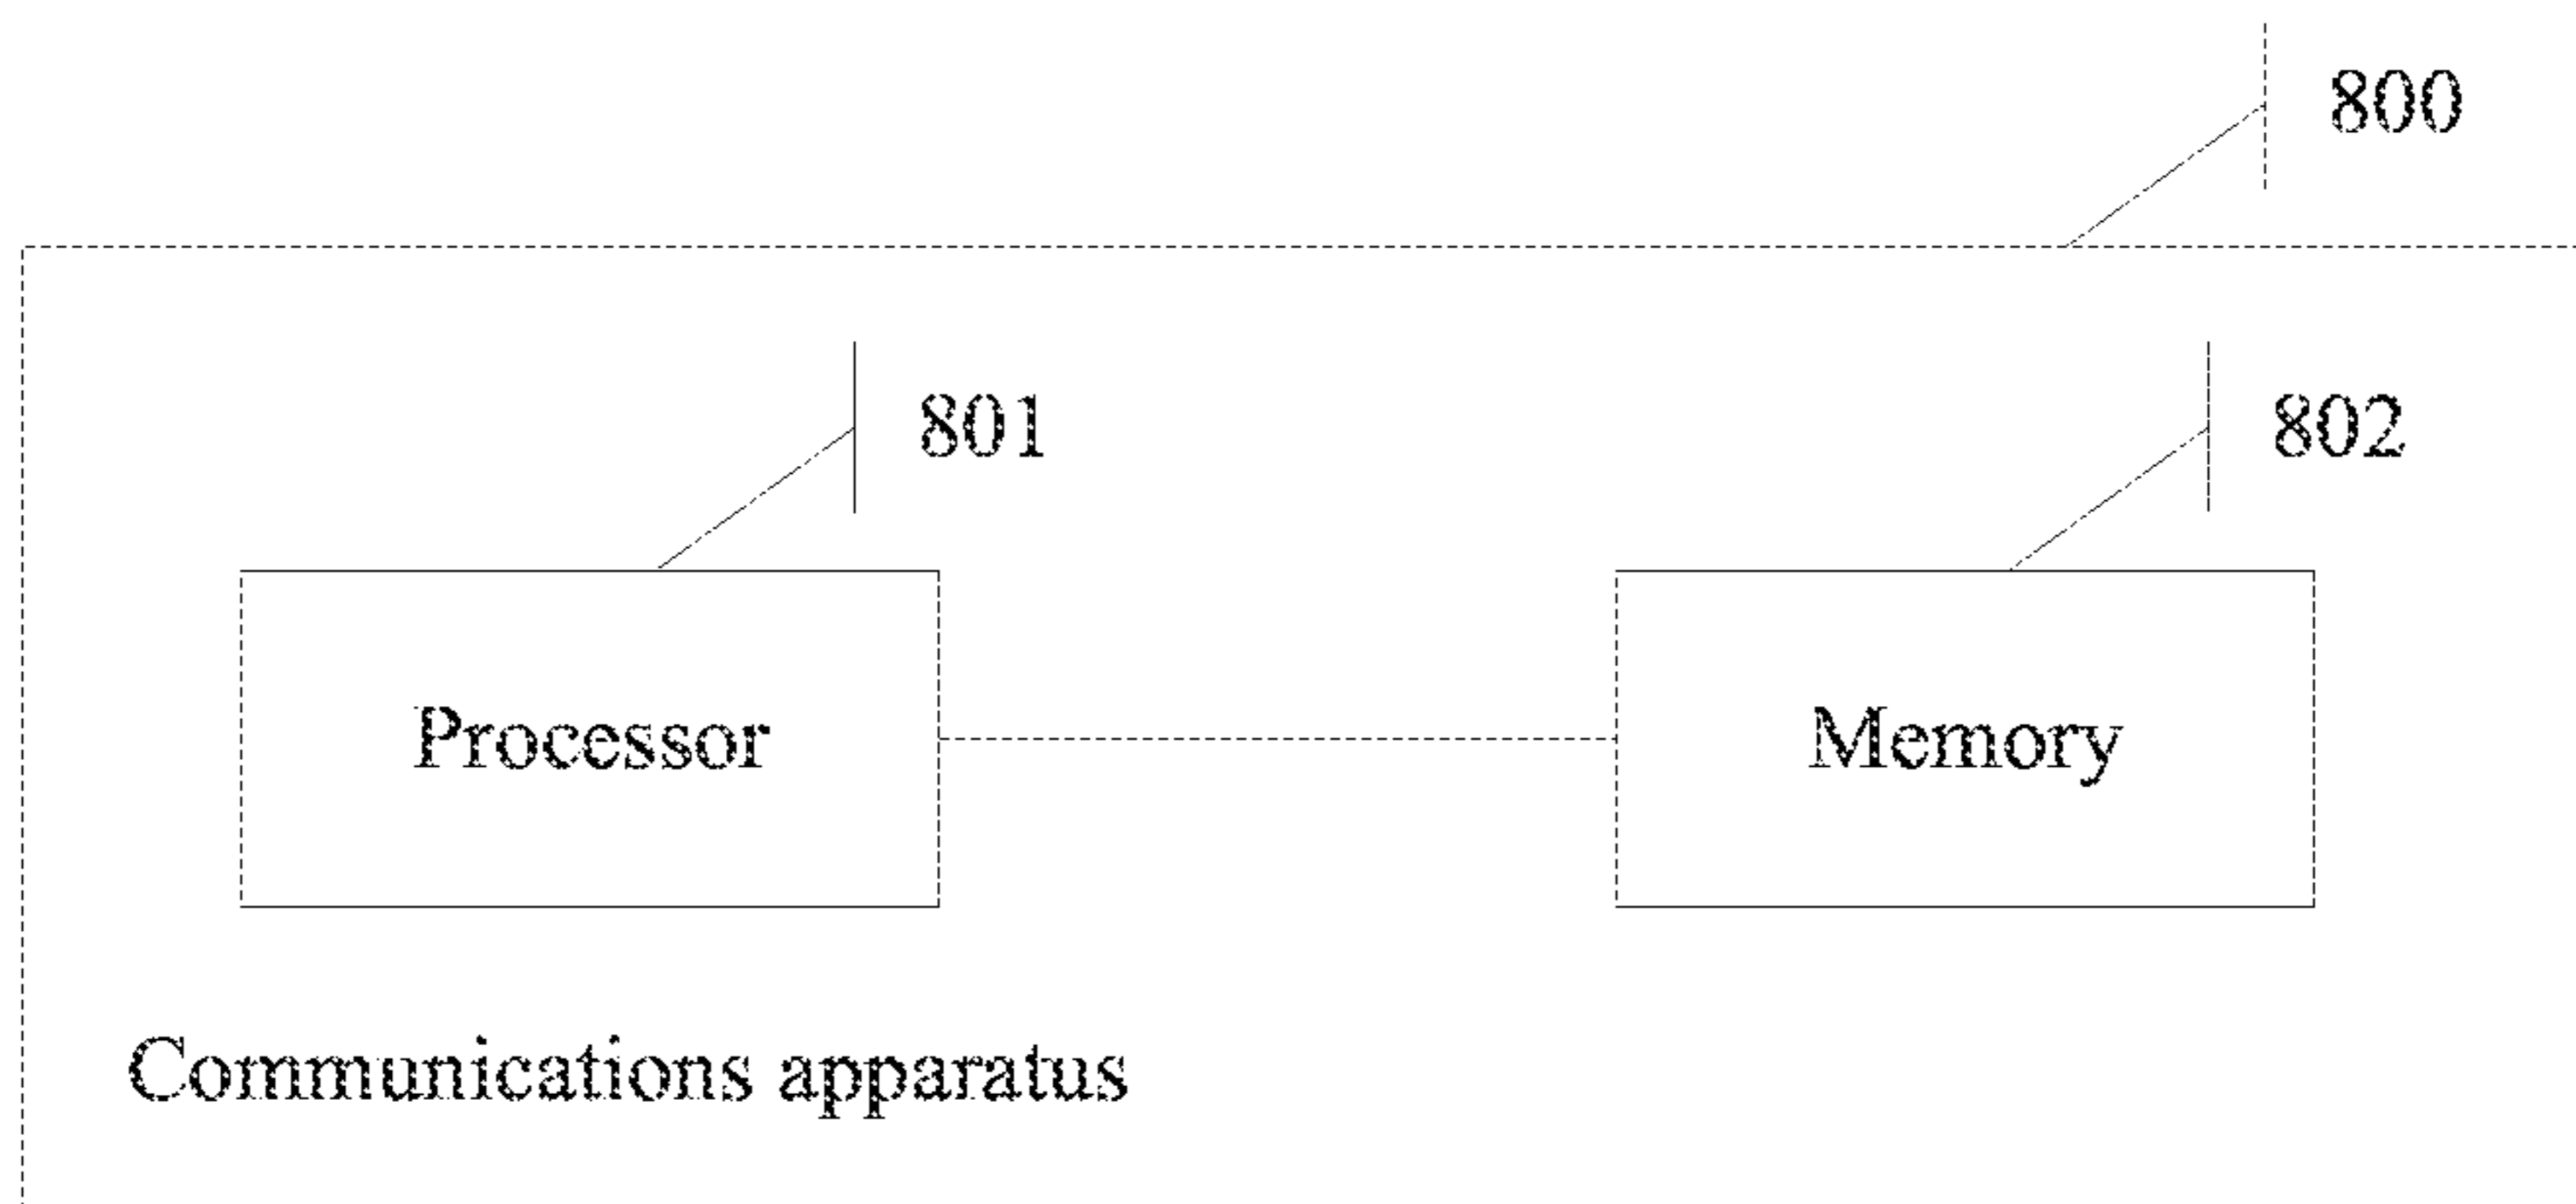 800
801
802
Processor
Memory
Communications apparatus